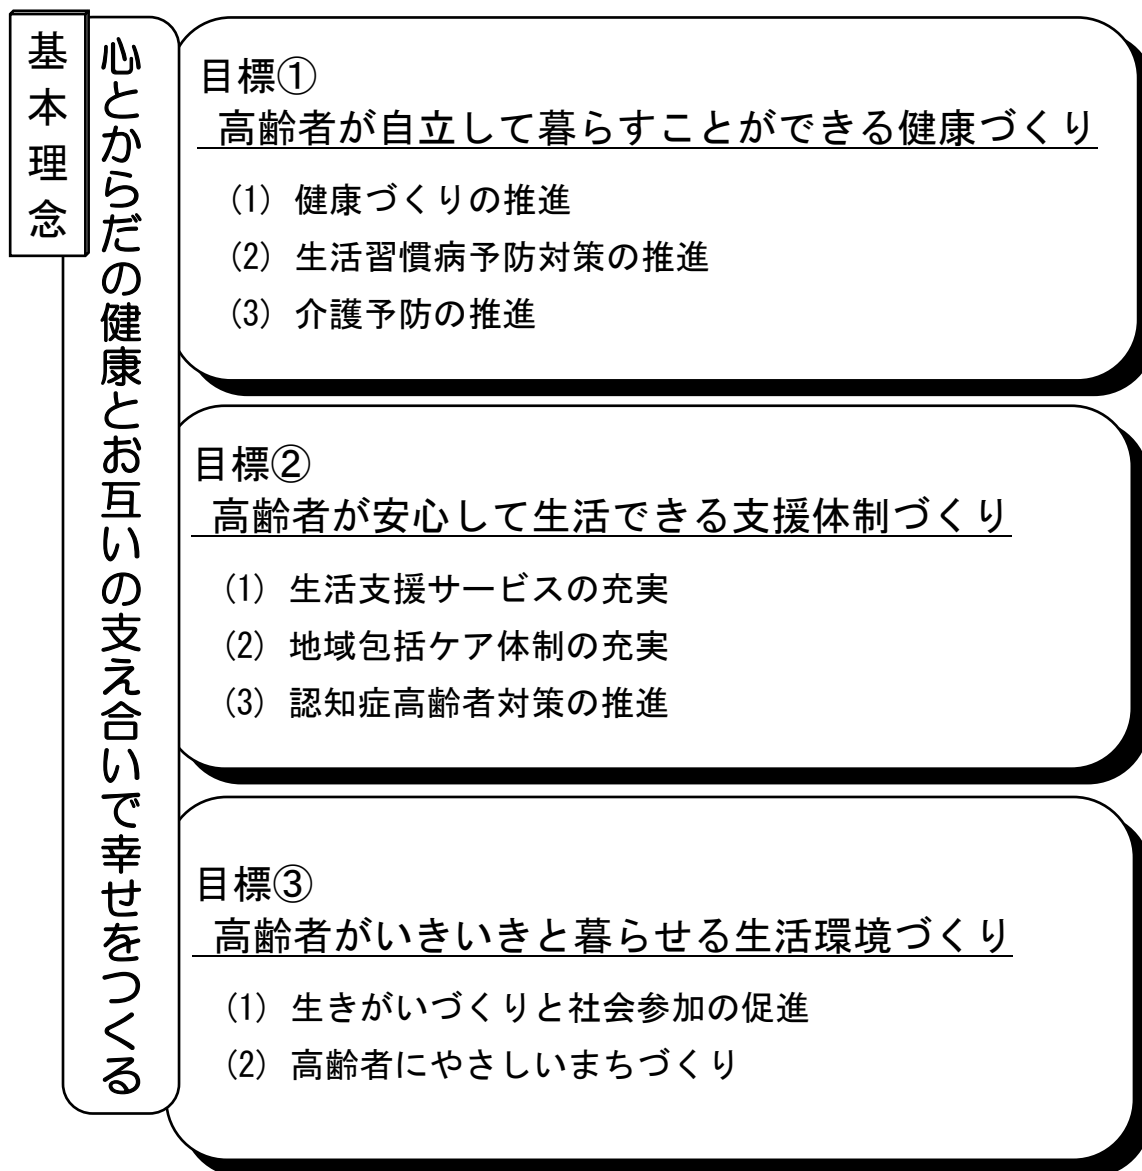 基本理念
心とからだの健康とお互いの支え合いで幸せをつくる
目標①
高齢者が自立して暮らすことができる健康づくり
(1) 健康づくりの推進
(2) 生活習慣病予防対策の推進
(3) 介護予防の推進
目標②
高齢者が安心して生活できる支援体制づくり
(1) 生活支援サービスの充実
(2) 地域包括ケア体制の充実
(3) 認知症高齢者対策の推進
目標③
高齢者がいきいきと暮らせる生活環境づくり
(1) 生きがいづくりと社会参加の促進
(2) 高齢者にやさしいまちづくり